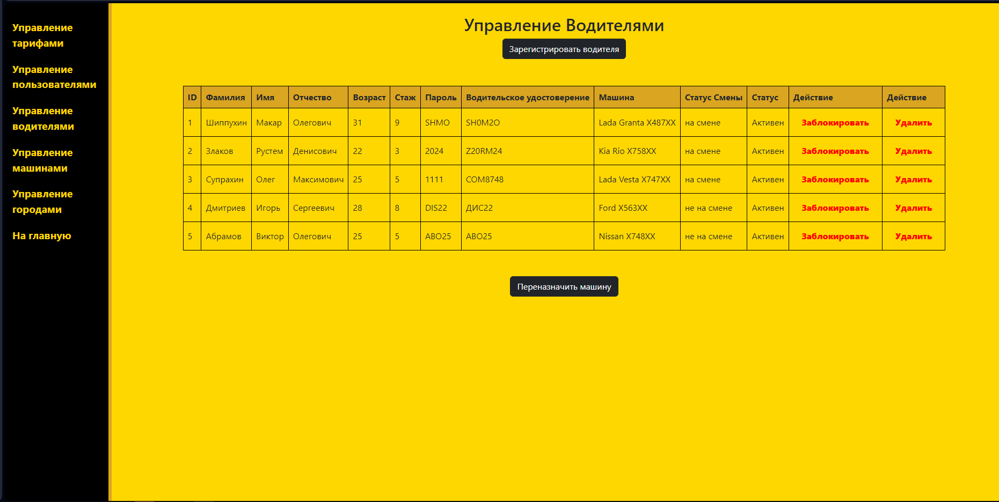 Управление
тарифами
Управление
пользователями
Управление
водителями
Управление
машинами
Управление
городами
На главную
Управление Водителями
Зарегистрировать водителя
ID Фамилия Имя Отчество Возраст Стаж Пароль Водительское удостоверение Машина Статус Смены Статус Действие Действие
1 Шиппухин Макар Олегович 31 9 SHMO SH0M2O Lada Granta X487XX на смене Активен Заблокировать Удалить
2 Злаков Рустем Денисович 22 3 2024 Z20RM24 Kia Rio X758XX на смене Активен Заблокировать Удалить
3 Супрахин Олег Максимович 25 5 1111 COM8748 Lada Vesta X747XX на смене Активен Заблокировать Удалить
4 Дмитриев Игорь Сергеевич 28 8 DIS22 ДИС22 Ford X563XX не на смене Активен Заблокировать Удалить
5 Абрамов Виктор Олегович 25 5 ABO25 ABO25 Nissan X748XX не на смене Активен Заблокировать Удалить
Переназначить машину